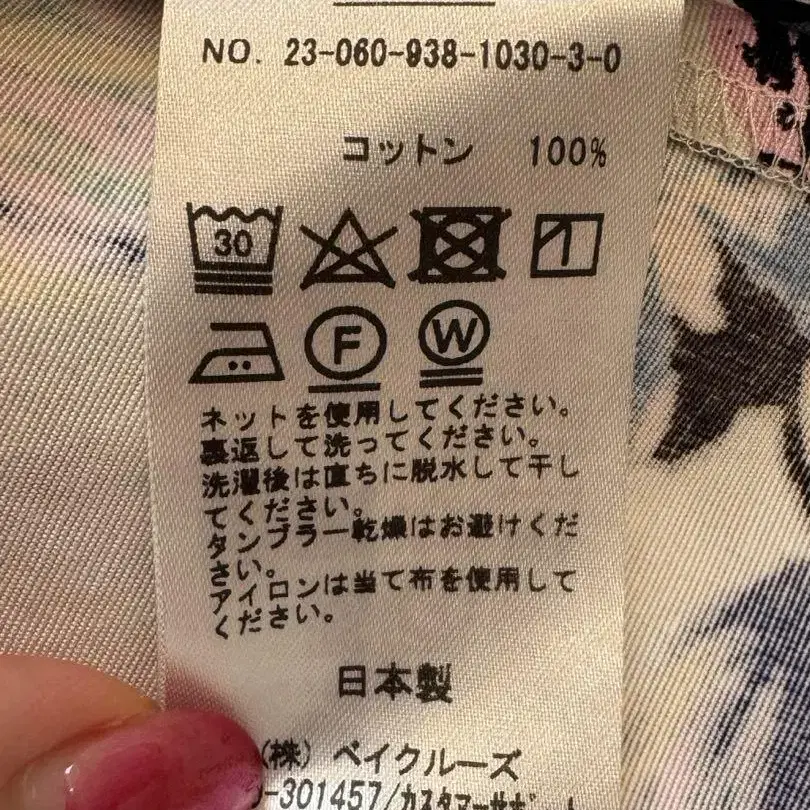 NO. 23-060-938-1030-3-0
コットン 100%
30
F W
ネットを使用してください。
裏返して洗ってください。
洗濯後は直ちに脱水して干し
てください。
タンブラー乾燥はお避けくだ
さい。
アイロンは当て布を使用して
ください。
日本製
(株) ベイクルーズ
-301457/カスタマーサポート